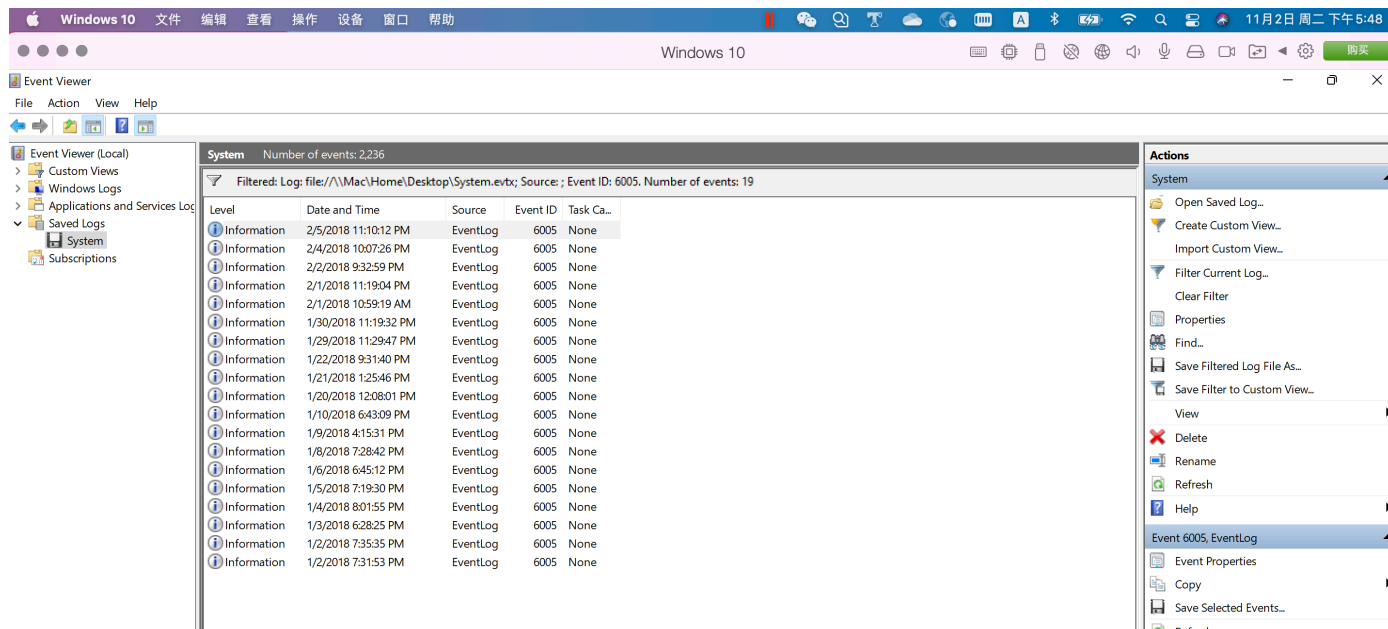 Windows 10 文件 编辑 查看 操作 设备 窗口 帮助 A 11月2日 周二 下午5:48
Windows 10 购买
Event Viewer
File Action View Help
Event Viewer (Local)
Custom Views
Windows Logs
Applications and Services Log
Saved Logs
System
Subscriptions
System Number of events: 2,236
Filtered: Log: file://\\Mac\Home\Desktop\System.evtx; Source: ; Event ID: 6005. Number of events: 19
Level Date and Time Source Event ID Task Ca...
Information 2/5/2018 11:10:12 PM EventLog 6005 None
Information 2/4/2018 10:07:26 PM EventLog 6005 None
Information 2/2/2018 9:32:59 PM EventLog 6005 None
Information 2/1/2018 11:19:04 PM EventLog 6005 None
Information 2/1/2018 10:59:19 AM EventLog 6005 None
Information 1/30/2018 11:19:32 PM EventLog 6005 None
Information 1/29/2018 11:29:47 PM EventLog 6005 None
Information 1/22/2018 9:31:40 PM EventLog 6005 None
Information 1/21/2018 1:25:46 PM EventLog 6005 None
Information 1/20/2018 12:08:01 PM EventLog 6005 None
Information 1/10/2018 6:43:09 PM EventLog 6005 None
Information 1/9/2018 4:15:31 PM EventLog 6005 None
Information 1/8/2018 7:28:42 PM EventLog 6005 None
Information 1/6/2018 6:45:12 PM EventLog 6005 None
Information 1/5/2018 7:19:30 PM EventLog 6005 None
Information 1/4/2018 8:01:55 PM EventLog 6005 None
Information 1/3/2018 6:28:25 PM EventLog 6005 None
Information 1/2/2018 7:35:35 PM EventLog 6005 None
Information 1/2/2018 7:31:53 PM EventLog 6005 None
Actions
System
Open Saved Log...
Create Custom View...
Import Custom View...
Filter Current Log...
Clear Filter
Properties
Find...
Save Filtered Log File As...
Save Filter to Custom View...
View
Delete
Rename
Refresh
Help
Event 6005, EventLog
Event Properties
Copy
Save Selected Events...